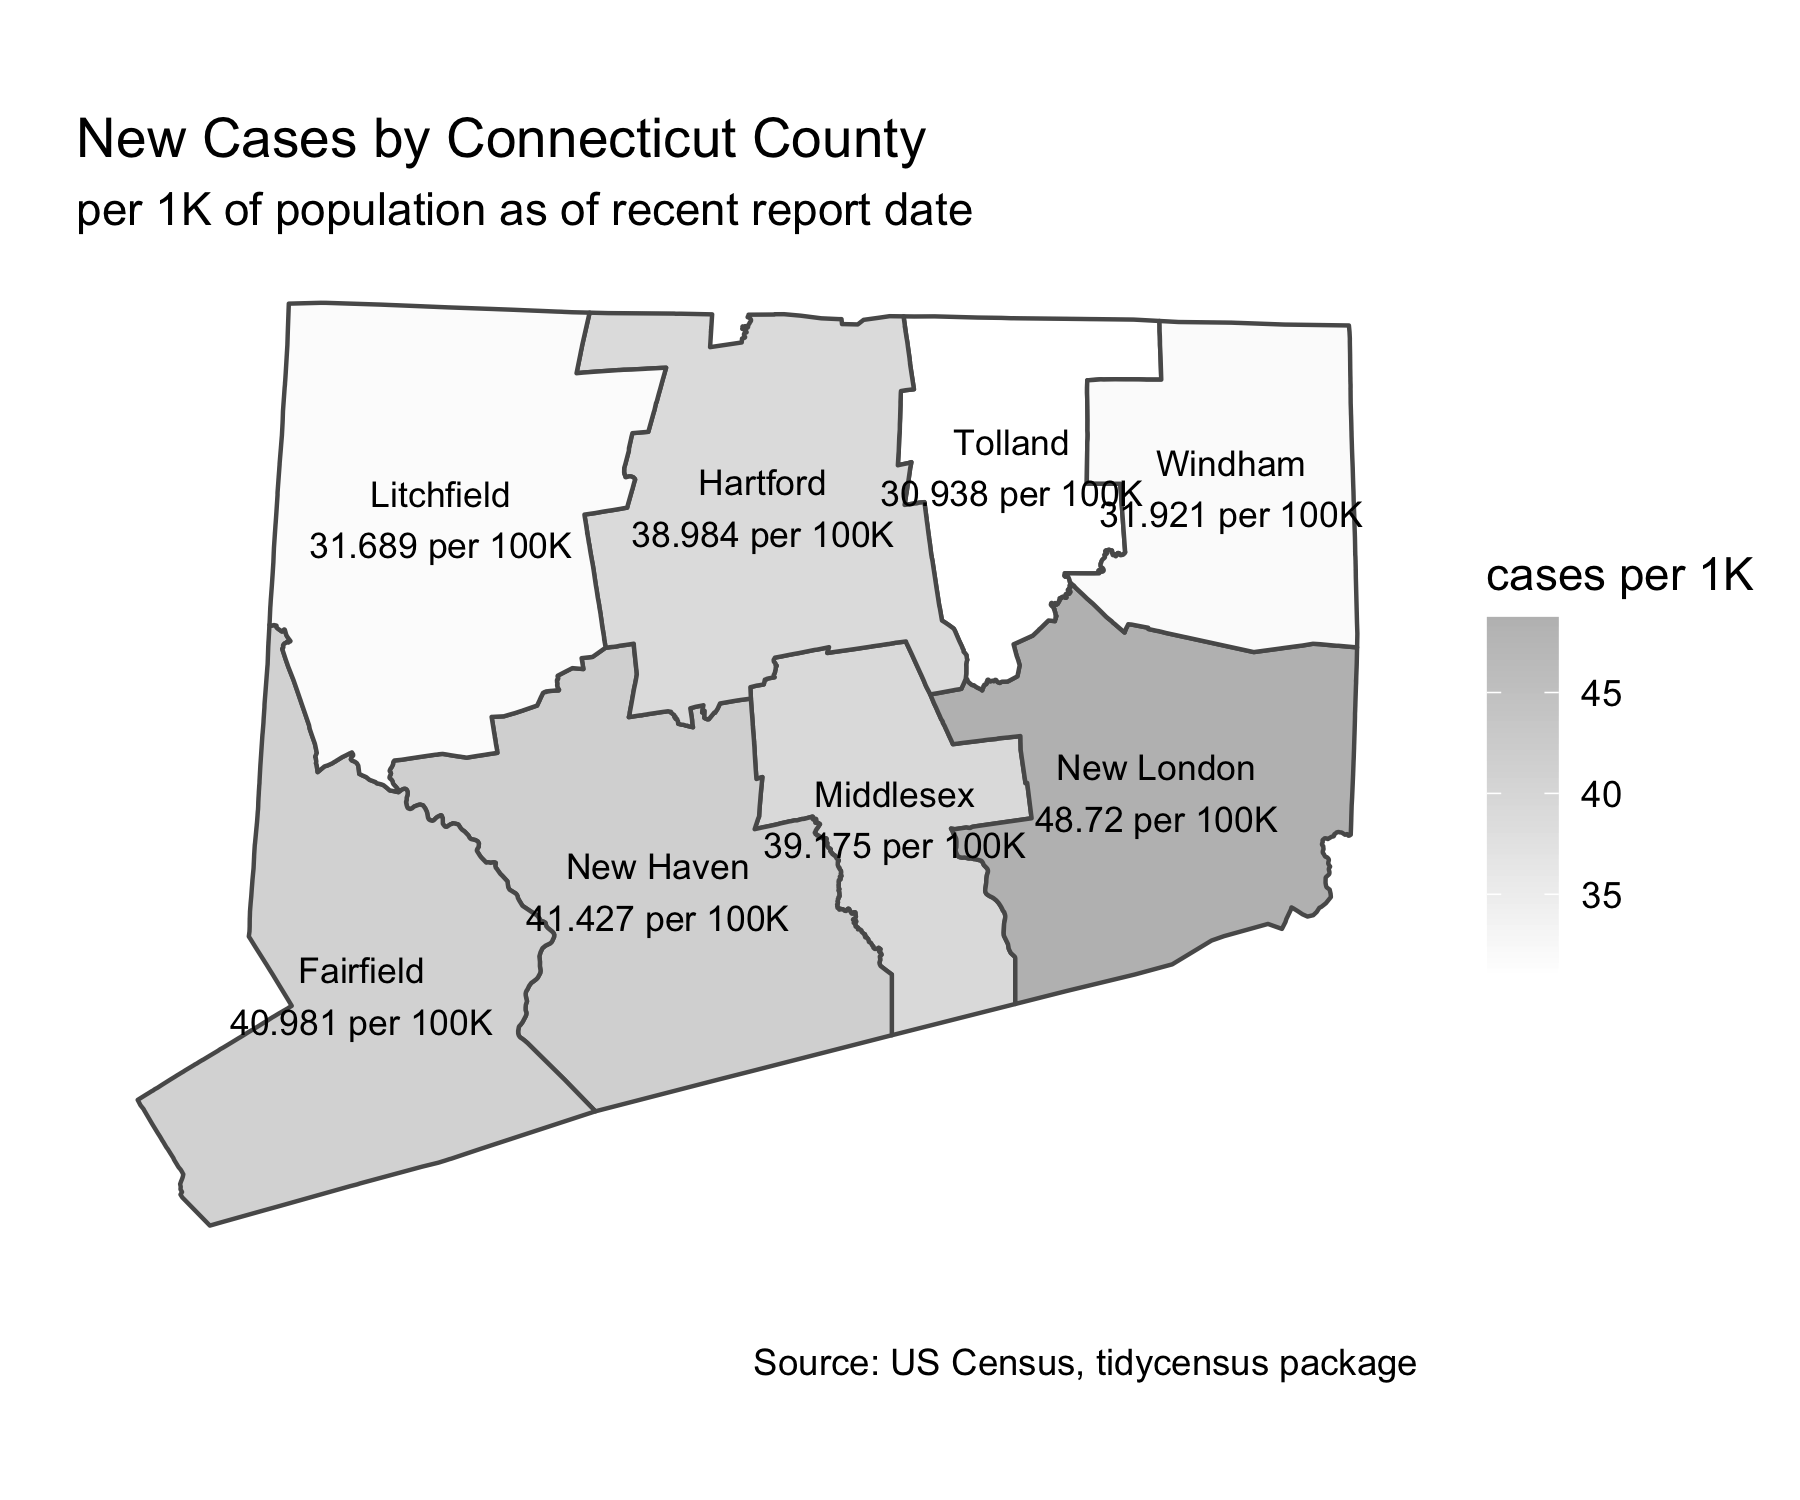 New Cases by Connecticut County
per 1K of population as of recent report date
Litchfield
31.689 per 100K
Hartford
38.984 per 100K
Tolland
30.938 per 100K
Windham
31.921 per 100K
New London
48.72 per 100K
Middlesex
39.175 per 100K
New Haven
41.427 per 100K
Fairfield
40.981 per 100K
cases per 1K
45
40
35
Source: US Census, tidycensus package